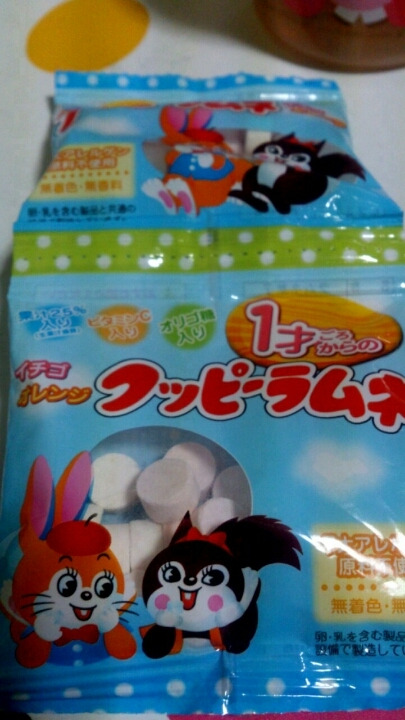 無着色・無香料
卵・乳を含む製品と共通の
入り
ビタミンC
入り
オリゴ糖
入り
1才ごろからの
イチゴ
オレンジ
クッピーラムネ
無着色・無
卵・乳を含む製品
設備で製造してい